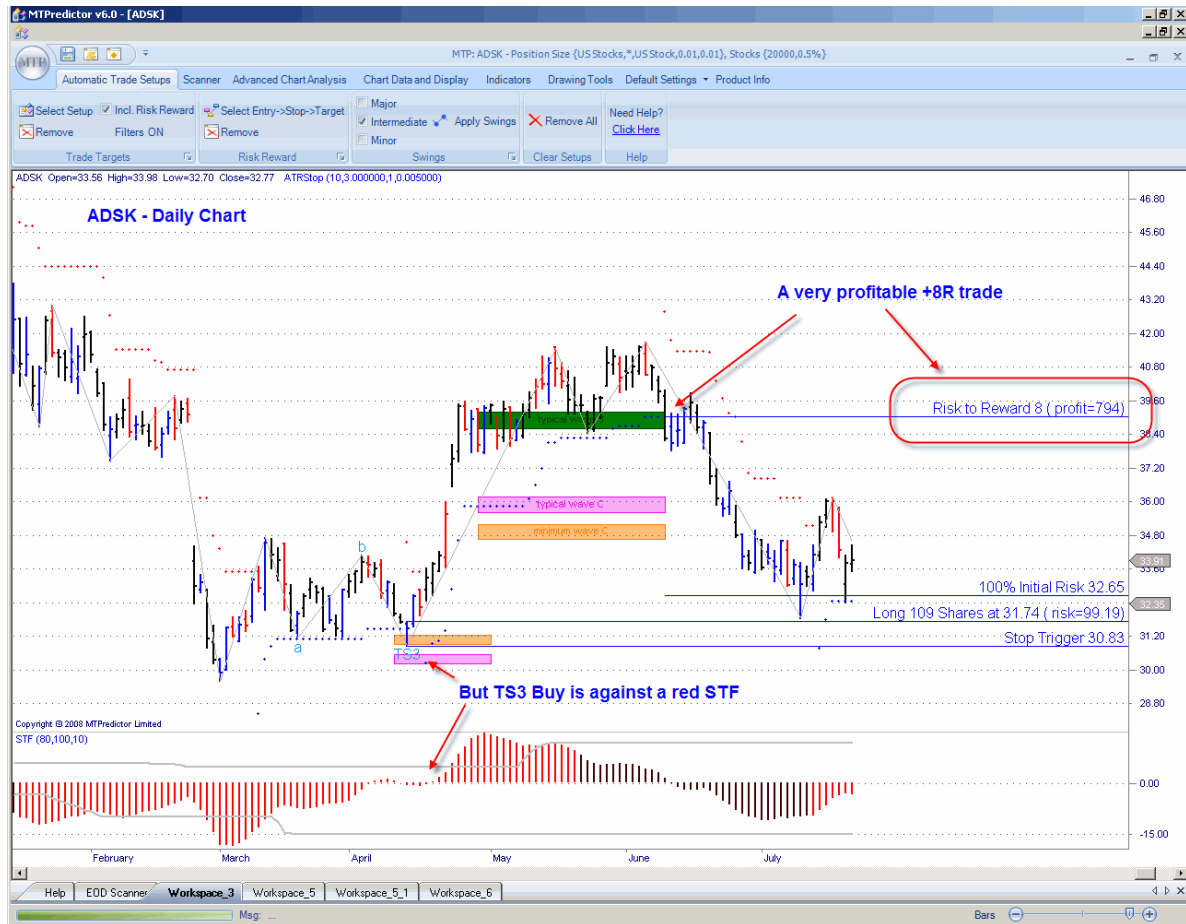 MTPredictor v6.0 - [ADSK]
MTP
MTP: ADSK - Position Size {US Stocks,*,US Stock,0.01,0.01}, Stocks {20000,0.5%}
Automatic Trade Setups Scanner Advanced Chart Analysis Chart Data and Display Indicators Drawing Tools Default Settings Product Info
Select Setup Incl. Risk Reward
Remove Filters ON
Trade Targets
Select Entry->Stop->Target
Remove
Risk Reward
Major
Intermediate Apply Swings
Minor
Swings
Remove All
Clear Setups
Need Help?
Click Here
Help
ADSK Open=33.56 High=33.98 Low=32.70 Close=32.77 ATRStop (10,3.000000,1,0.005000)
ADSK - Daily Chart
46.80
45.60
44.40
43.20
42.00
40.80
39.60
38.40
37.20
36.00
34.80
33.91
33.60
32.35
31.20
30.00
28.80
A very profitable +8R trade
Risk to Reward 8 ( profit=794)
typical wave C
minimum wave C
100% Initial Risk 32.65
Long 109 Shares at 31.74 ( risk=99.19)
Stop Trigger 30.83
a
b
TS3
But TS3 Buy is against a red STF
Copyright © 2008 MTPredictor Limited
STF (80,100,10)
0.00
-15.00
February March April May June July
Help EOD Scanner Workspace_3 Workspace_5 Workspace_5_1 Workspace_6
Msg: ...
Bars